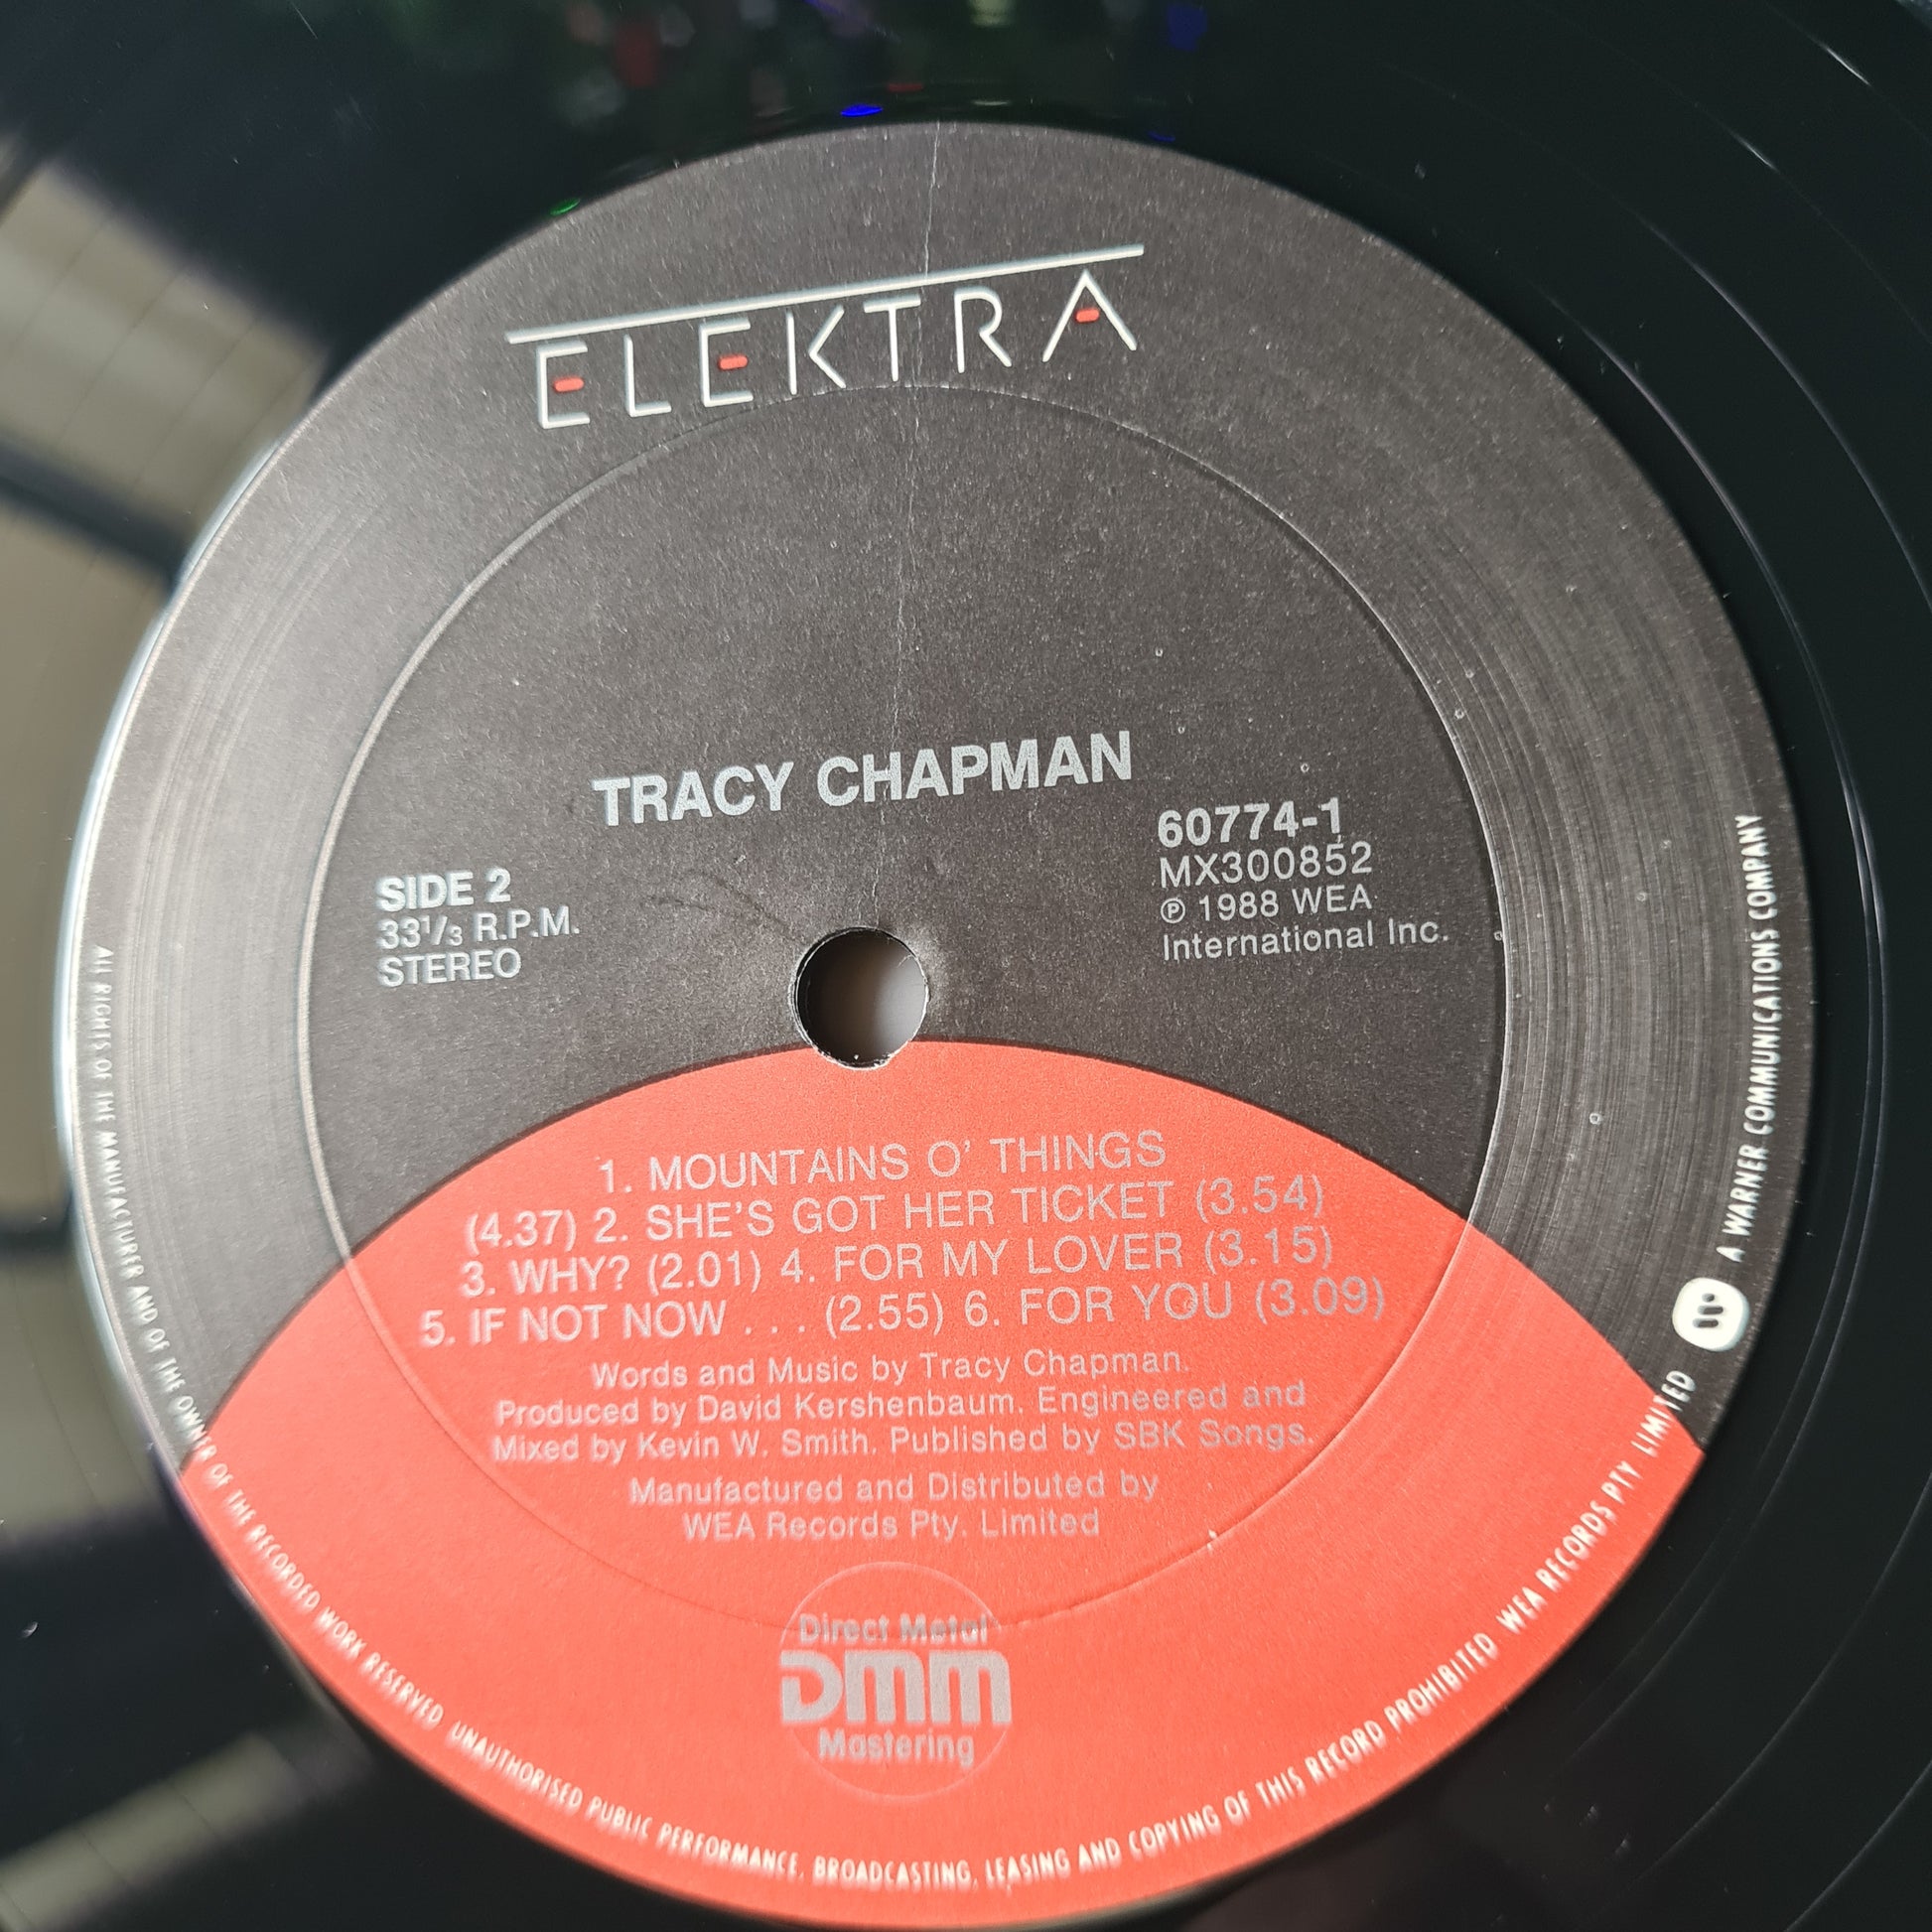 ELEKTRA
TRACY CHAPMAN
SIDE 2
33⅓ R.P.M.
STEREO
60774-1
MX300852
℗ 1988 WEA
International Inc.
1. MOUNTAINS O' THINGS
(4.37) 2. SHE'S GOT HER TICKET (3.54)
3. WHY? (2.01) 4. FOR MY LOVER (3.15)
5. IF NOT NOW . . . (2.55) 6. FOR YOU (3.09)
Words and Music by Tracy Chapman.
Produced by David Kershenbaum. Engineered and
Mixed by Kevin W. Smith. Published by SBK Songs.
Manufactured and Distributed by
WEA Records Pty. Limited
Direct Metal
DMM
Mastering
ALL RIGHTS OF THE MANUFACTURER AND OF THE OWNER OF THE RECORDED WORK RESERVED UNAUTHORISED PUBLIC PERFORMANCE, BROADCASTING, LEASING AND COPYING OF THIS RECORD PROHIBITED WEA RECORDS PTY. LIMITED A WARNER COMMUNICATIONS COMPANY